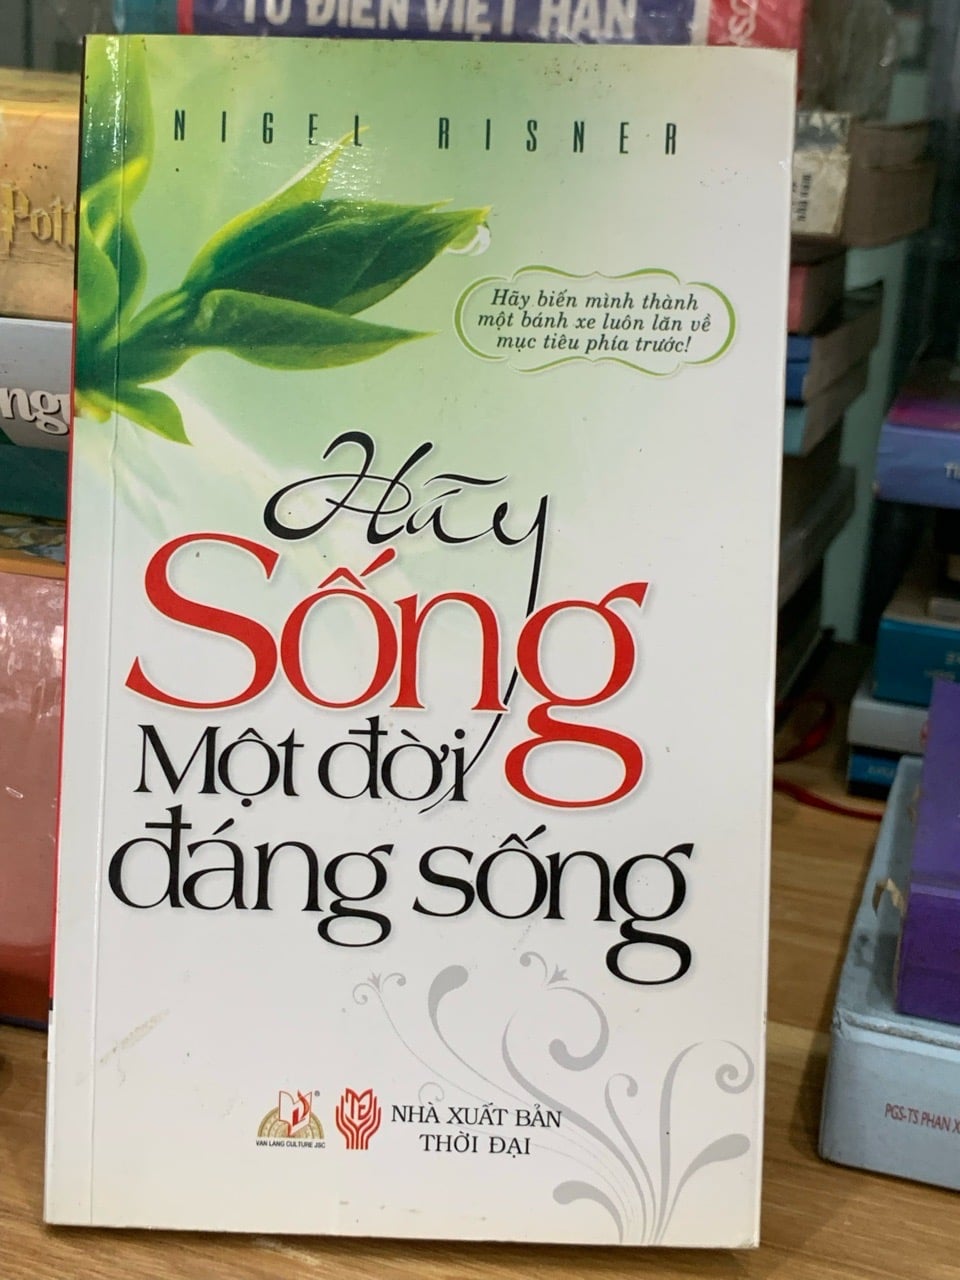 TỪ ĐIỂN VIỆT HÀN
NIGEL RISNER
Hãy biến mình thành
một bánh xe luôn lăn về
mục tiêu phía trước!
Hãy
Sống
Một đời
đáng sống
VAN LANG CULTURE JSC
NHÀ XUẤT BẢN
THỜI ĐẠI
PGS-TS PHAN